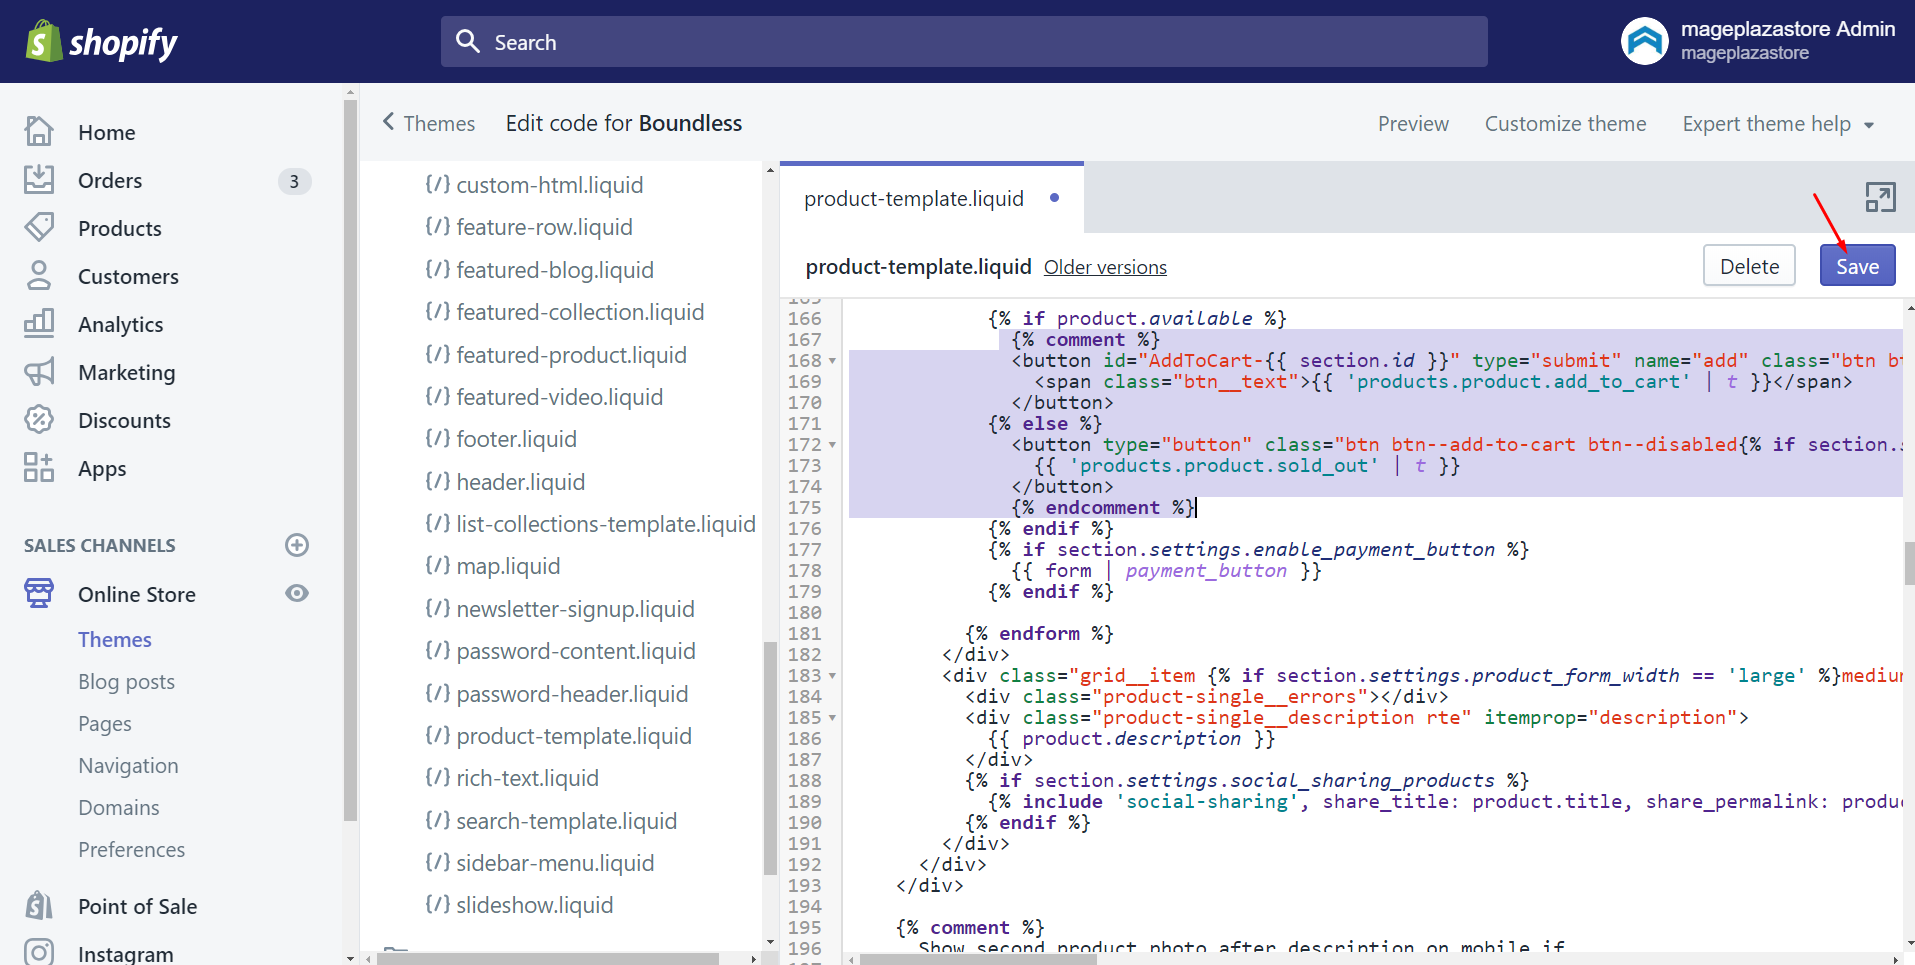 shopify
Search
mageplazastore Admin
mageplazastore
Home
Orders
3
Products
Customers
Analytics
Marketing
Discounts
Apps
SALES CHANNELS
Online Store
Themes
Blog posts
Pages
Navigation
Domains
Preferences
Point of Sale
Instagram
Themes
Edit code for Boundless
Preview
Customize theme
Expert theme help
{/} custom-html.liquid
{/} feature-row.liquid
{/} featured-blog.liquid
{/} featured-collection.liquid
{/} featured-product.liquid
{/} featured-video.liquid
{/} footer.liquid
{/} header.liquid
{/} list-collections-template.liquid
{/} map.liquid
{/} newsletter-signup.liquid
{/} password-content.liquid
{/} password-header.liquid
{/} product-template.liquid
{/} rich-text.liquid
{/} search-template.liquid
{/} sidebar-menu.liquid
{/} slideshow.liquid
product-template.liquid
product-template.liquid Older versions
Delete
Save
166 {% if product.available %}
167 {% comment %}
168 <button id="AddToCart-{{ section.id }}" type="submit" name="add" class="btn
169 <span class="btn__text">{{ 'products.product.add_to_cart' | t }}</span>
170 </button>
171 {% else %}
172 <button type="button" class="btn btn--add-to-cart btn--disabled{% if
173 {{ 'products.product.sold_out' | t }}
174 </button>
175 {% endcomment %}
176 {% endif %}
177 {% if section.settings.enable_payment_button %}
178 {{ form | payment_button }}
179 {% endif %}
180
181 {% endform %}
182 </div>
183 <div class="grid__item {% if section.settings.product_form_width == 'large' %}
184 <div class="product-single__errors"></div>
185 <div class="product-single__description rte" itemprop="description">
186 {{ product.description }}
187 </div>
188 {% if section.settings.social_sharing_products %}
189 {% include 'social-sharing', share_title: product.title, share_permalink:
190 {% endif %}
191 </div>
192 </div>
193 </div>
194
195 {% comment %}
196 Show second product photo after description on mobile if